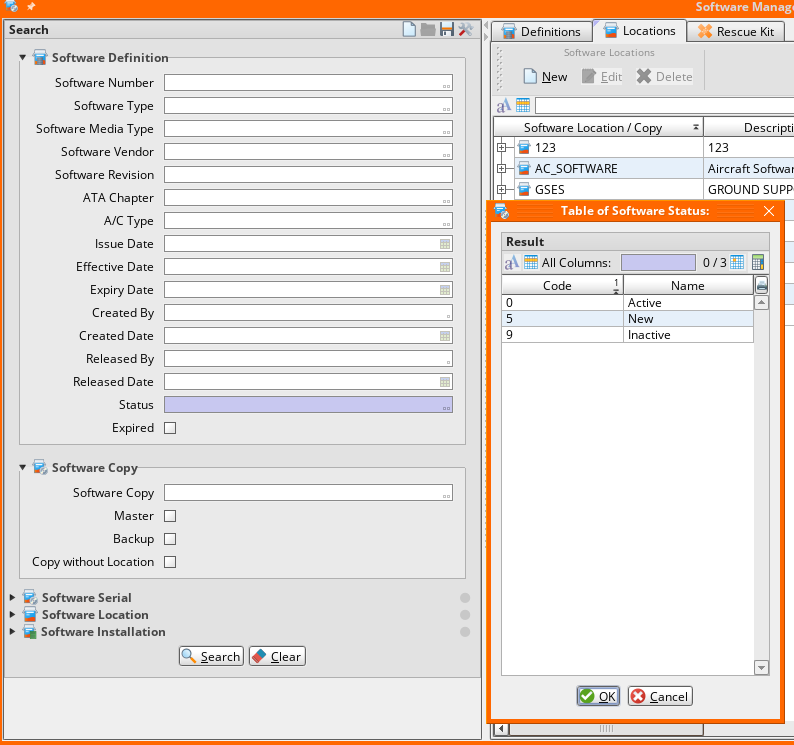 Software Manag
Search
Software Definition
Software Number
Software Type
Software Media Type
Software Vendor
Software Revision
ATA Chapter
A/C Type
Issue Date
Effective Date
Expiry Date
Created By
Created Date
Released By
Released Date
Status
Expired
Software Copy
Software Copy
Master
Backup
Copy without Location
Software Serial
Software Location
Software Installation
Search Clear
Definitions Locations Rescue Kit
Software Locations
New Edit Delete
Software Location / Copy Descripti
123 123
AC_SOFTWARE Aircraft Softwar
GSES GROUND SUPP
Table of Software Status:
Result
All Columns: 0 / 3
Code 1 Name
0 Active
5 New
9 Inactive
OK Cancel